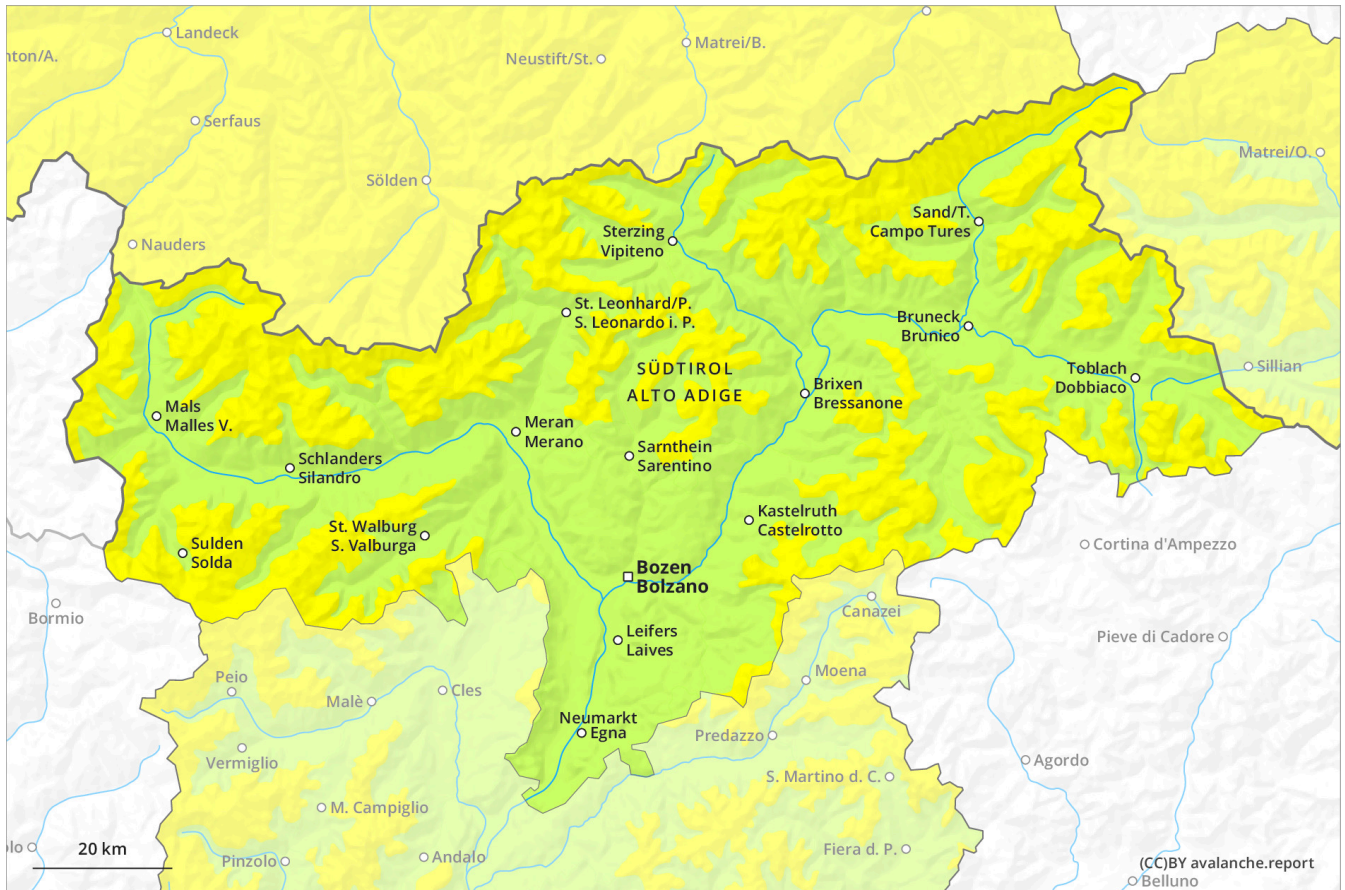 Landeck
Matrei/B.
nton/A.
Neustift/St.
Serfaus
Matrei/O.
Sölden
Nauders
Sand/T.
Campo Tures
Sterzing
Vipiteno
St. Leonhard/P.
S. Leonardo i. P.
Bruneck
Brunico
SÜDTIROL
ALTO ADIGE
Toblach
Dobbiaco
Sillian
Brixen
Bressanone
Mals
Malles V.
Meran
Merano
Schlanders
Silandro
Sarnthein
Sarentino
Kastelruth
Castelrotto
St. Walburg
S. Valburga
Sulden
Solda
Cortina d'Ampezzo
Bozen
Bolzano
Bormio
Canazei
Leifers
Laives
Pieve di Cadore
Peio
Moena
Malè
Cles
Neumarkt
Egna
Predazzo
Vermiglio
Agordo
S. Martino d. C.
M. Campiglio
lo
20 km
Pinzolo
Andalo
Fiera d. P.
(CC)BY avalanche.report
Belluno